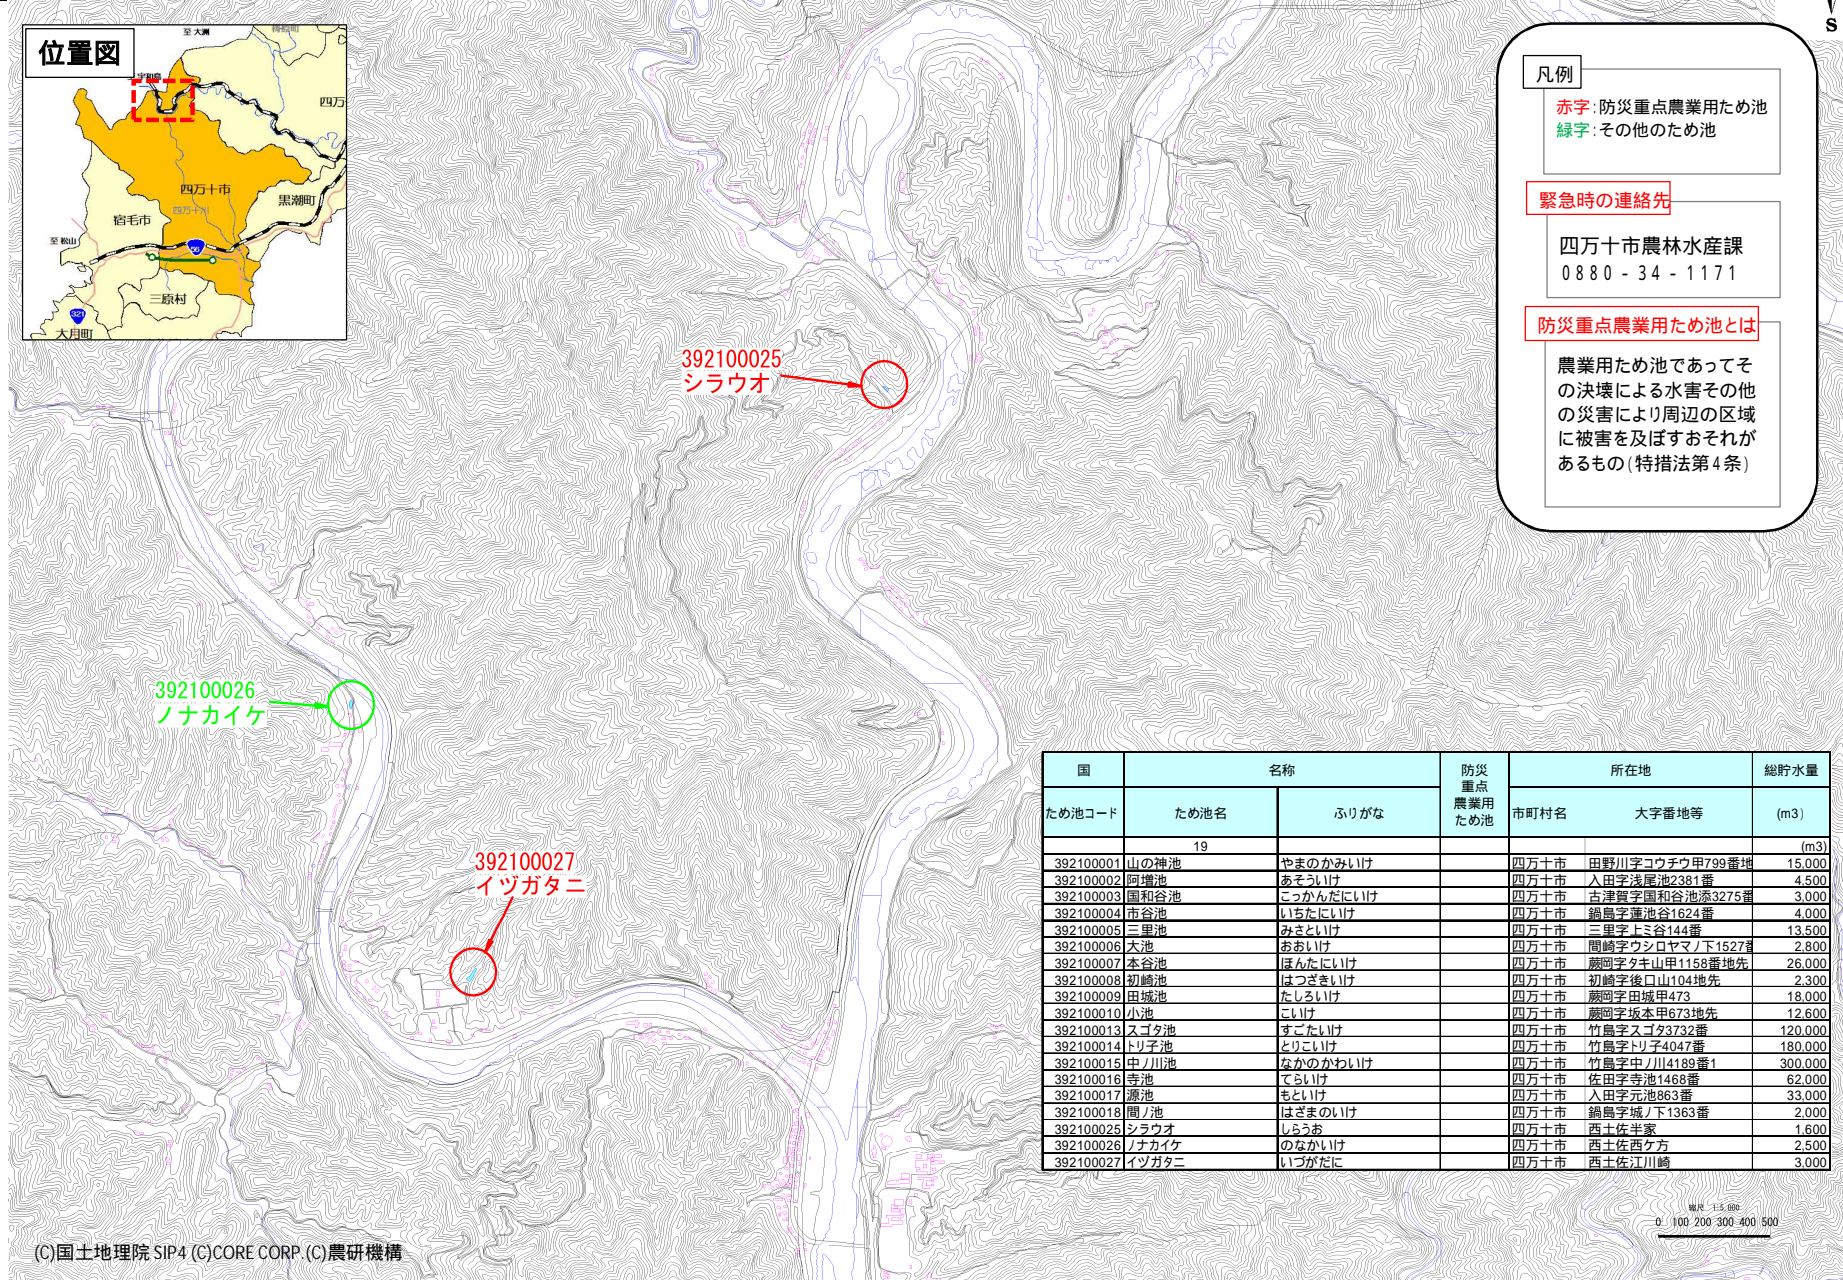 位置図
至 大洲
至 宇和島
四万
四万十市
四万十川
黒潮町
宿毛市
至 松山
56
三原村
321
大月町
S
凡例
赤字:防災重点農業用ため池
緑字:その他のため池
緊急時の連絡先
四万十市農林水産課
0880-34-1171
防災重点農業用ため池とは
農業用ため池であってそ
の決壊による水害その他
の災害により周辺の区域
に被害を及ぼすおそれが
あるもの(特措法第4条)
392100025
シラウオ
392100026
ノナカイケ
392100027
イヅガタニ
国 名称 防災重点農業用ため池 所在地 総貯水量
ため池コード ため池名 ふりがな 市町村名 大字番地等 (m3)
19 (m3)
392100001 山の神池 やまのかみいけ 四万十市 田野川字コウチウ甲799番地 15,000
392100002 阿増池 あそういけ 四万十市 入田字浅尾池2381番 4,500
392100003 国和谷池 こっかんだにいけ 四万十市 古津賀字国和谷池添3275番 3,000
392100004 市谷池 いちたにいけ 四万十市 鍋島字蓮池谷1624番 4,000
392100005 三里池 みさといけ 四万十市 三里字上ミ谷144番 13,500
392100006 大池 おおいけ 四万十市 間崎字ウシロヤマノ下1527番 2,800
392100007 本谷池 ほんたにいけ 四万十市 蕨岡字タキ山甲1158番地先 26,000
392100008 初崎池 はつざきいけ 四万十市 初崎字後口山104地先 2,300
392100009 田城池 たしろいけ 四万十市 蕨岡字田城甲473 18,000
392100010 小池 こいけ 四万十市 蕨岡字坂本甲673地先 12,600
392100013 スゴタ池 すごたいけ 四万十市 竹島字スゴタ3732番 120,000
392100014 トリ子池 とりこいけ 四万十市 竹島字トリ子4047番 180,000
392100015 中ノ川池 なかのかわいけ 四万十市 竹島字中ノ川4189番1 300,000
392100016 寺池 てらいけ 四万十市 佐田字寺池1468番 62,000
392100017 源池 もといけ 四万十市 入田字元池863番 33,000
392100018 間ノ池 はざまのいけ 四万十市 鍋島字城ノ下1363番 2,000
392100025 シラウオ しらうお 四万十市 西土佐半家 1,600
392100026 ノナカイケ のなかいけ 四万十市 西土佐西ケ方 2,500
392100027 イヅガタニ いづがだに 四万十市 西土佐江川崎 3,000
縮尺 1:5,000
0 100 200 300 400 500
(C)国土地理院 SIP4 (C)CORE CORP.(C)農研機構